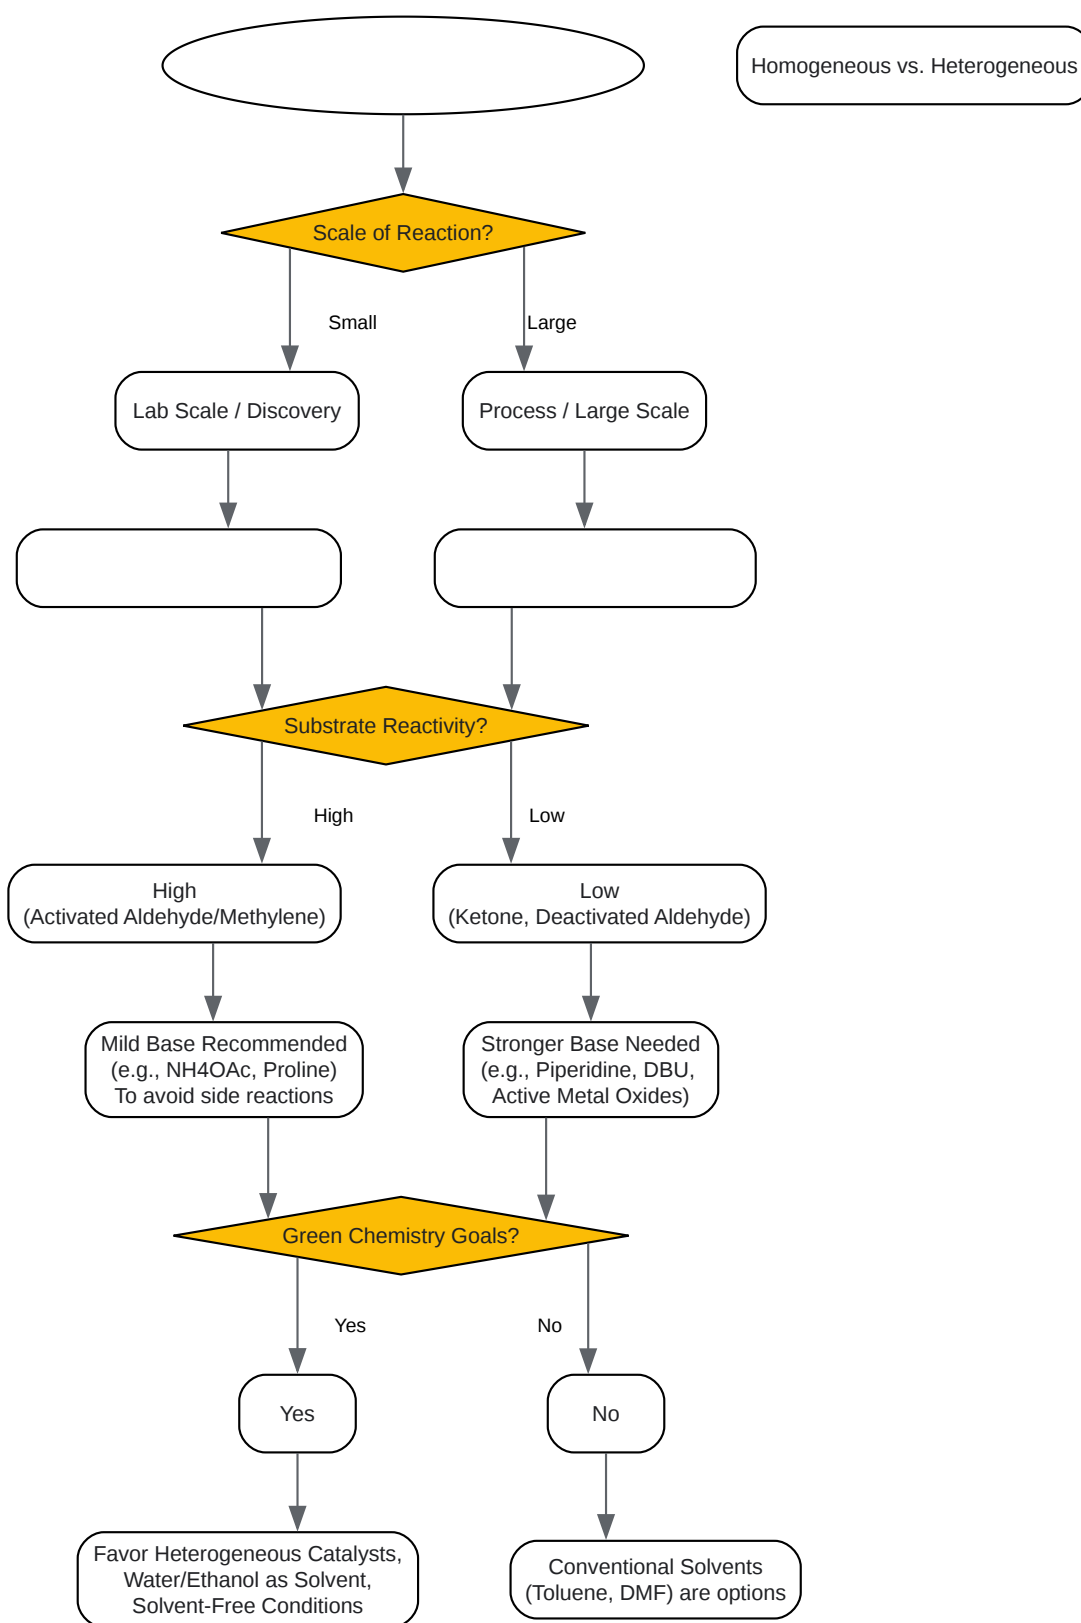 Homogeneous vs. Heterogeneous
Scale of Reaction?
Small
Large
Lab Scale / Discovery
Process / Large Scale
Substrate Reactivity?
High
Low
High
(Activated Aldehyde/Methylene)
Low
(Ketone, Deactivated Aldehyde)
Mild Base Recommended
(e.g., NH4OAc, Proline)
To avoid side reactions
Stronger Base Needed
(e.g., Piperidine, DBU,
Active Metal Oxides)
Green Chemistry Goals?
Yes
No
Yes
No
Favor Heterogeneous Catalysts,
Water/Ethanol as Solvent,
Solvent-Free Conditions
Conventional Solvents
(Toluene, DMF) are options